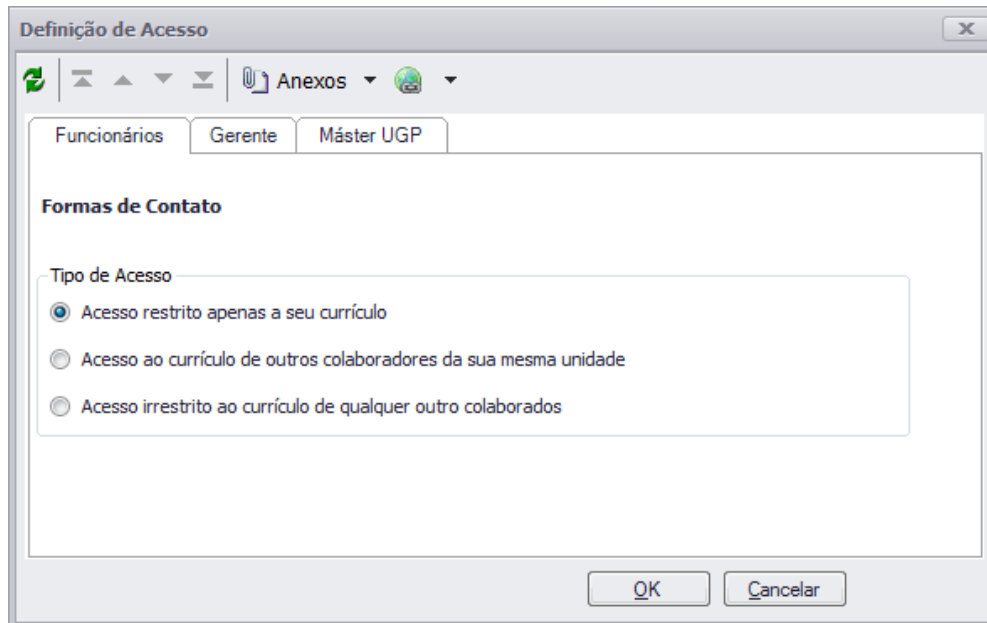 Definição de Acesso
Anexos
Funcionários Gerente Máster UGP
Formas de Contato
Tipo de Acesso
Acesso restrito apenas a seu currículo
Acesso ao currículo de outros colaboradores da sua mesma unidade
Acesso irrestrito ao currículo de qualquer outro colaborados
OK Cancelar